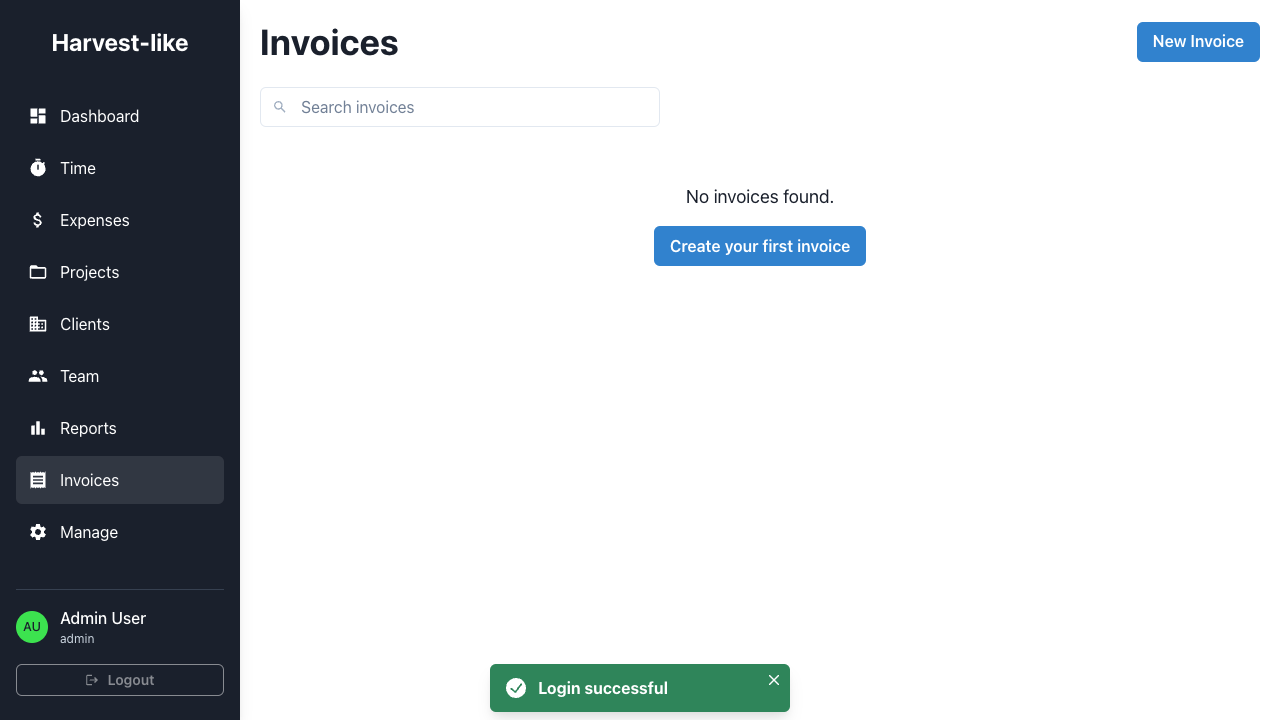 Harvest-like
Dashboard
Time
Expenses
Projects
Clients
Team
Reports
Invoices
Manage
AU
Admin User
admin
Logout
Invoices
New Invoice
Search invoices
No invoices found.
Create your first invoice
Login successful